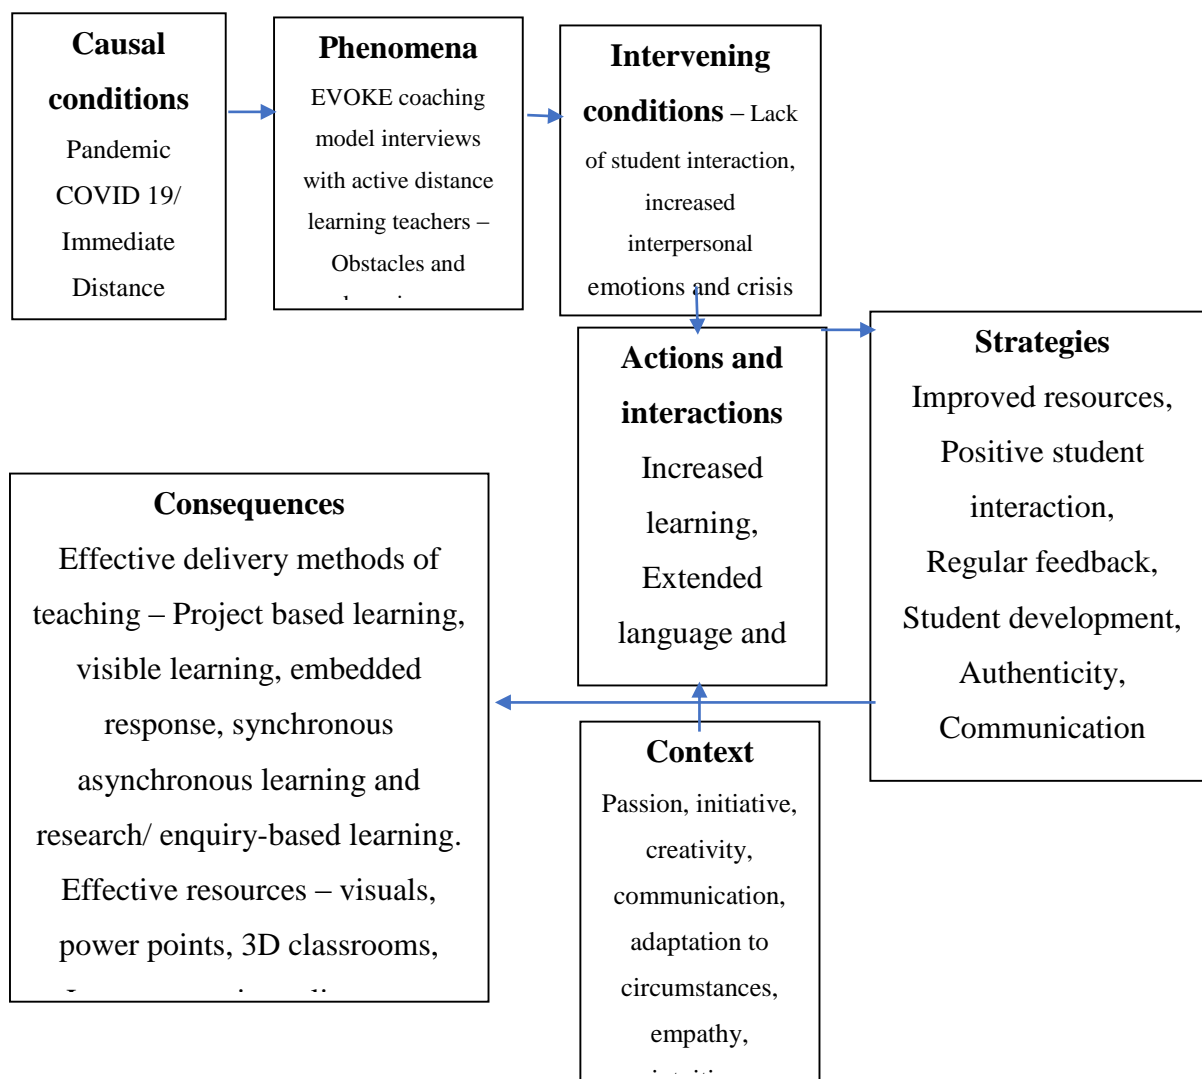 Causal
conditions
Pandemic
COVID 19/
Immediate
Distance
Phenomena
EVOKE coaching
model interviews
with active distance
learning teachers –
Obstacles and
Intervening
conditions – Lack
of student interaction,
increased
interpersonal
emotions and crisis
Actions and
interactions
Increased
learning,
Extended
language and
Strategies
Improved resources,
Positive student
interaction,
Regular feedback,
Student development,
Authenticity,
Communication
Consequences
Effective delivery methods of
teaching – Project based learning,
visible learning, embedded
response, synchronous
asynchronous learning and
research/ enquiry-based learning.
Effective resources – visuals,
power points, 3D classrooms,
Context
Passion, initiative,
creativity,
communication,
adaptation to
circumstances,
empathy,